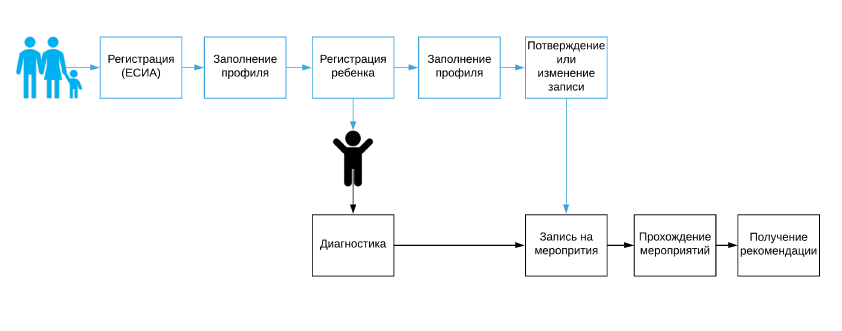 Регистрация
(ЕСИА)
Заполнение
профиля
Регистрация
ребенка
Заполнение
профиля
Потверждение
или
изменение
записи
Диагностика
Запись на
меропрития
Прохождение
мероприятий
Получение
рекомендации